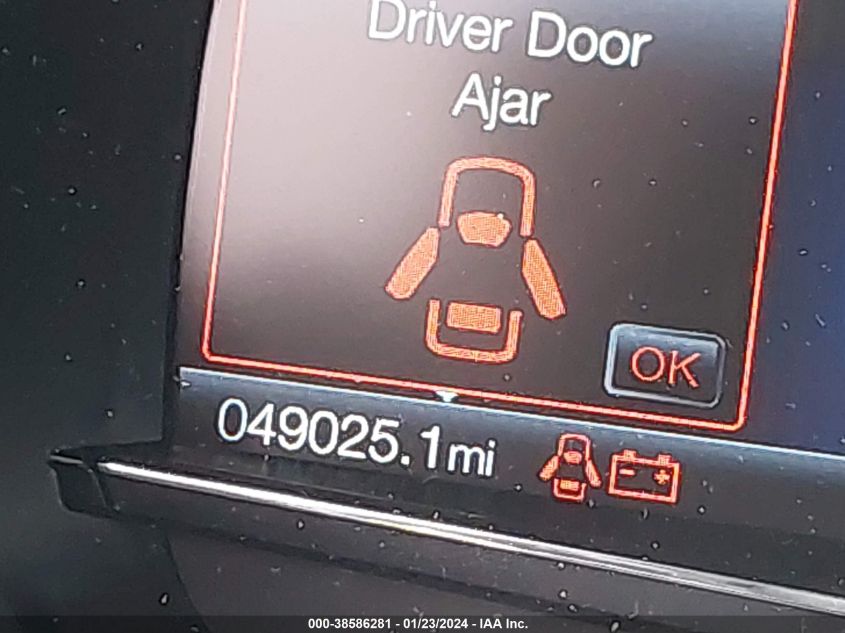 Driver Door
Ajar
OK
049025.1mi
000-38586281 - 01/23/2024 - IAA Inc.